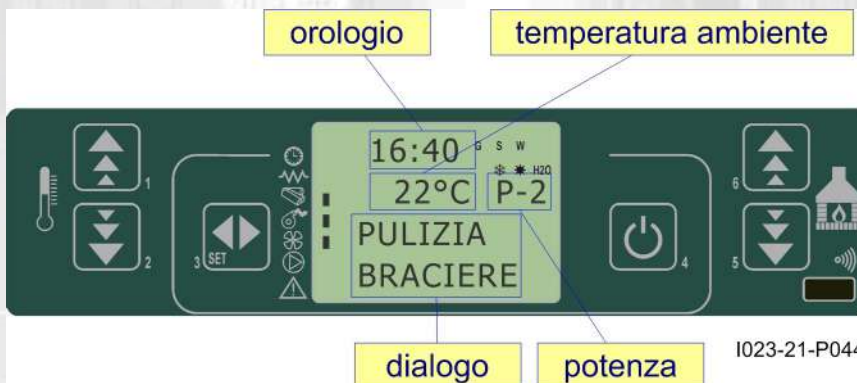 orologio
temperatura ambiente
16:40 G S W
H2O
22°C P-2
PULIZIA
BRACIERE
1
2
3 SET
4
6
5
dialogo
potenza
I023-21-P044